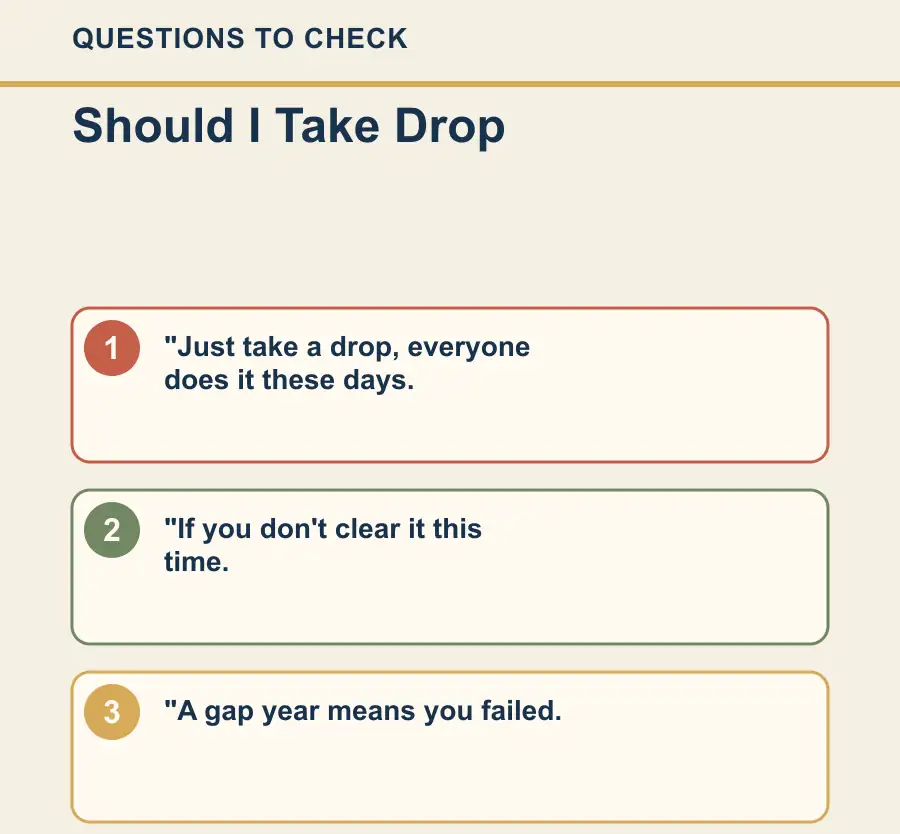 QUESTIONS TO CHECK
Should I Take Drop
1
"Just take a drop, everyone
does it these days.
2
"If you don't clear it this
time.
3
"A gap year means you failed.